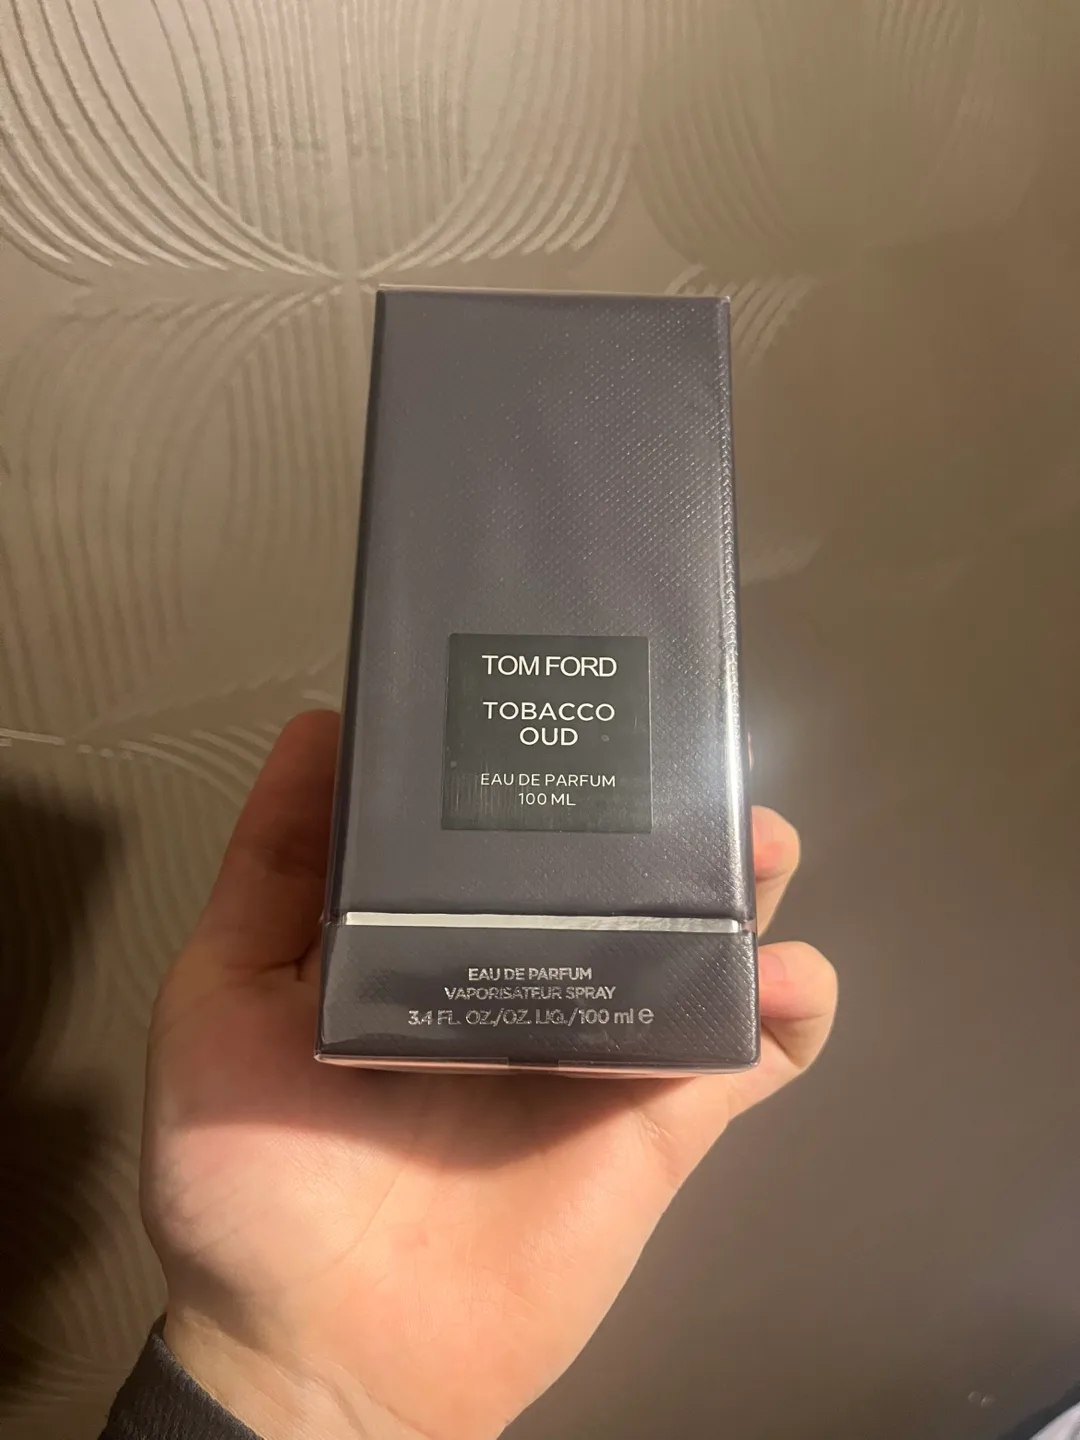 TOM FORD
TOBACCO
OUD
EAU DE PARFUM
100 ML
EAU DE PARFUM
VAPORISATEUR SPRAY
3.4 FL. OZ./OZ. LIQ./100 ml ℮